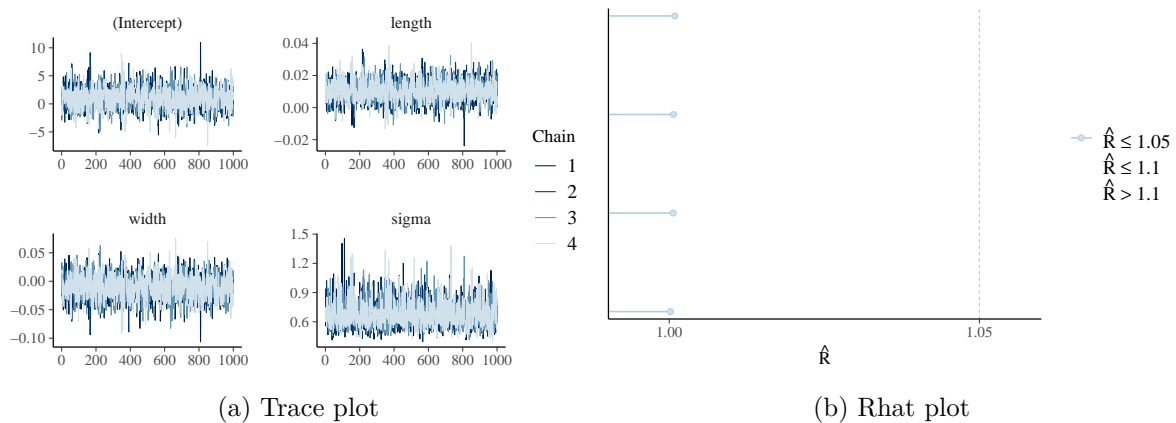 (Intercept)
10
5
0
−5
0 200 400 600 800 1000
length
0.04
0.02
0.00
−0.02
0 200 400 600 800 1000
width
0.05
0.00
−0.05
−0.10
0 200 400 600 800 1000
sigma
1.5
1.2
0.9
0.6
0 200 400 600 800 1000
Chain
1
2
3
4
(a) Trace plot
1.00 1.05
R̂
R̂ ≤ 1.05
R̂ ≤ 1.1
R̂ > 1.1
(b) Rhat plot